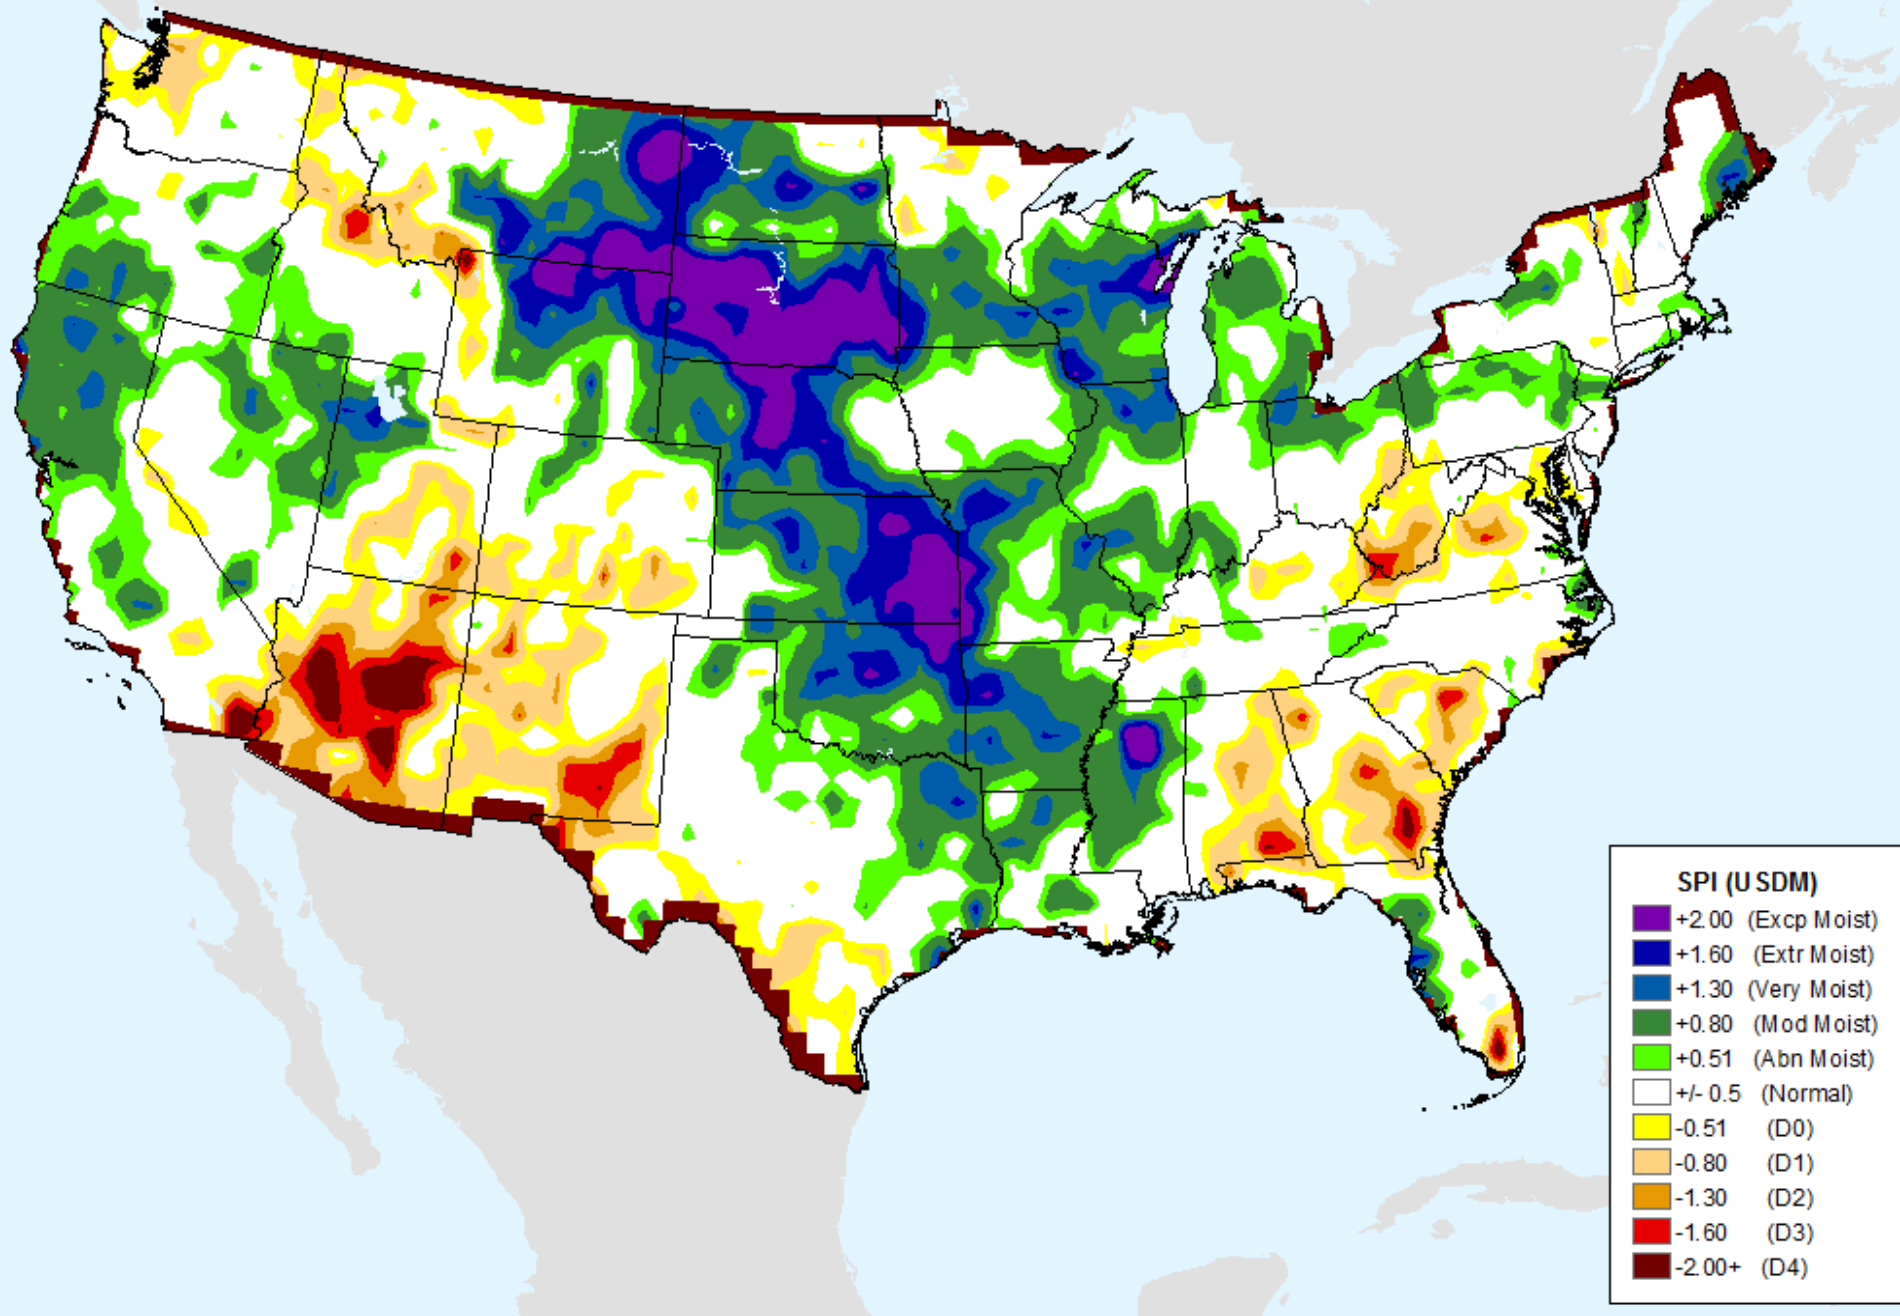 SPI (USDM)
+2.00 (Excp Moist)
+1.60 (Extr Moist)
+1.30 (Very Moist)
+0.80 (Mod Moist)
+0.51 (Abn Moist)
+/- 0.5 (Normal)
-0.51 (D0)
-0.80 (D1)
-1.30 (D2)
-1.60 (D3)
-2.00+ (D4)